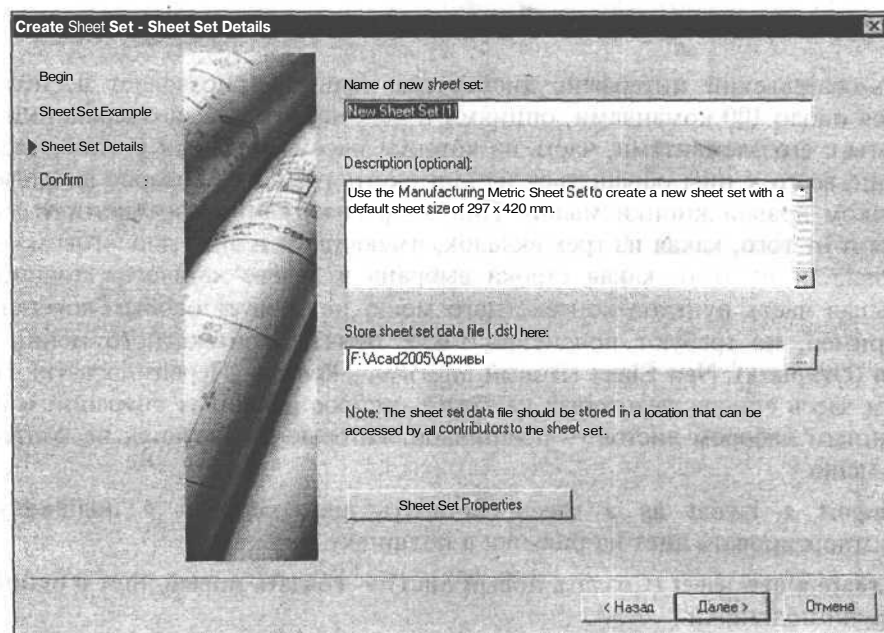 Create Sheet Set - Sheet Set Details
Begin
Sheet Set Example
Sheet Set Details
Confirm
Name of new sheet set:
New Sheet Set (1)
Description (optional):
Use the Manufacturing Metric Sheet Set to create a new sheet set with a
default sheet size of 297 x 420 mm.
Store sheet set data file (.dst) here:
F:\Acad2005\Архивы
...
Note: The sheet set data file should be stored in a location that can be
accessed by all contributors to the sheet set.
Sheet Set Properties
< Назад
Далее >
Отмена